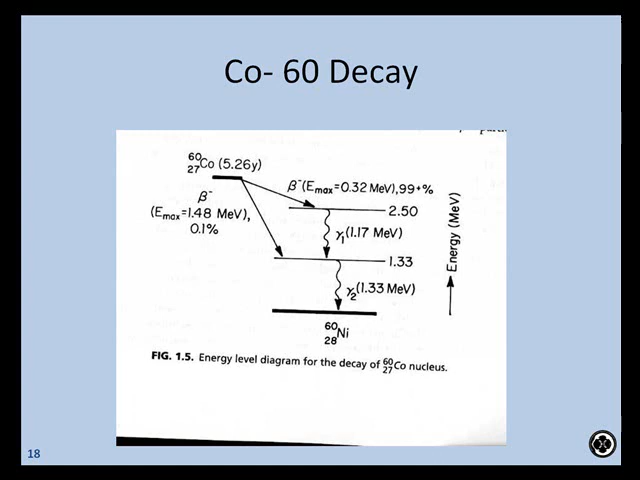 Co- 60 Decay
60
27Co (5.26y)
β⁻(Emax=0.32 MeV),99+%
β⁻
(Emax=1.48 MeV),
0.1%
2.50
γ1(1.17 MeV)
1.33
γ2(1.33 MeV)
Energy (MeV)
60
28Ni
FIG. 1.5. Energy level diagram for the decay of 60 27Co nucleus.
18